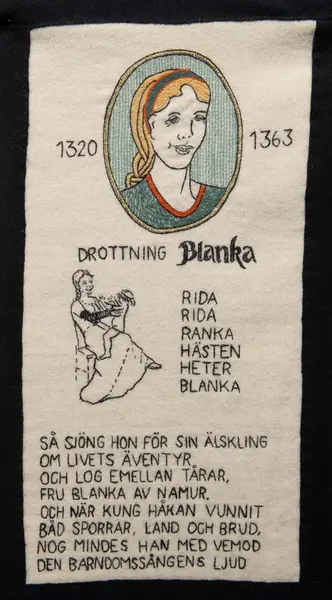 1320 1363
DROTTNING Blanka
RIDA
RIDA
RANKA
HÄSTEN
HETER
BLANKA
SÅ SJÖNG HON FÖR SIN ÄLSKLING
OM LIVETS ÄVENTYR
OCH LOG EMELLAN TÅRAR,
FRU BLANKA AV NAMUR.
OCH NÄR KUNG HÅKAN VUNNIT
BÅD SPORRAR, LAND OCH BRUD,
NOG MINDES HAN MED VEMOD
DEN BARNDOMSSÅNGENS LJUD